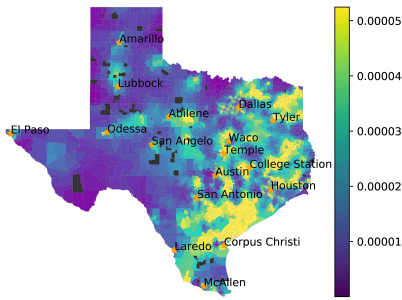 Amarillo
Lubbock
Dallas
Abilene
Tyler
El Paso
Odessa
Waco
San Angelo
Temple
College Station
Austin
Houston
San Antonio
Laredo
Corpus Christi
McAllen
0.00005
0.00004
0.00003
0.00002
0.00001